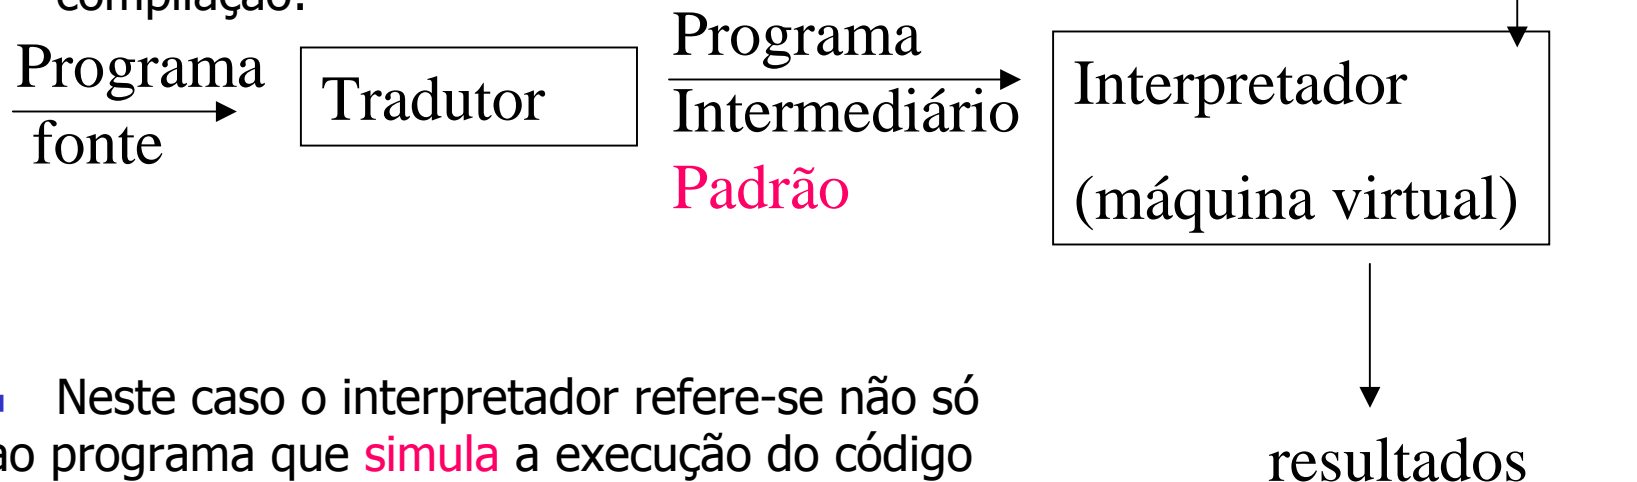 compilação.
Programa
fonte
Tradutor
Programa
Intermediário
Padrão
Interpretador
(máquina virtual)
Neste caso o interpretador refere-se não só
ao programa que simula a execução do código
resultados